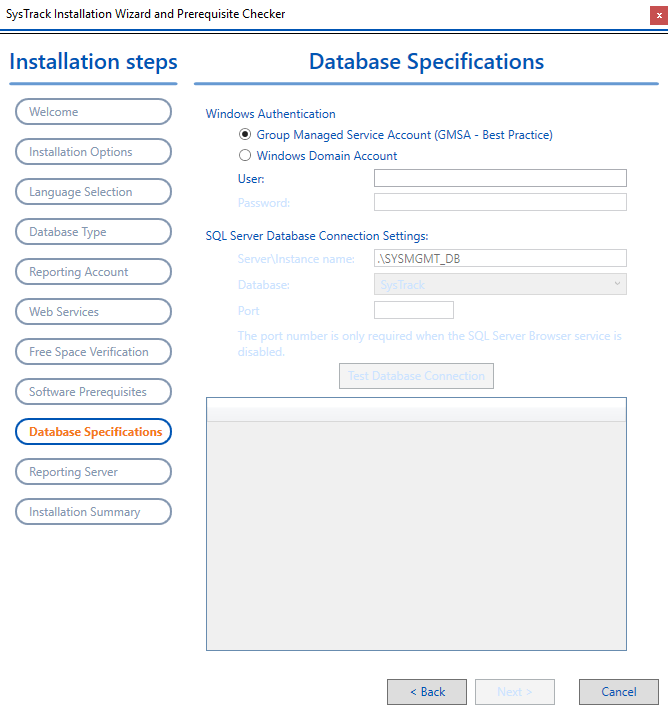 SysTrack Installation Wizard and Prerequisite Checker
x
Installation steps
Welcome
Installation Options
Language Selection
Database Type
Reporting Account
Web Services
Free Space Verification
Software Prerequisites
Database Specifications
Reporting Server
Installation Summary
Database Specifications
Windows Authentication
Group Managed Service Account (GMSA - Best Practice)
Windows Domain Account
User:
Password:
SQL Server Database Connection Settings:
Server\Instance name: .\SYSMGMT_DB
Database: SysTrack
Port
The port number is only required when the SQL Server Browser service is
disabled.
Test Database Connection
< Back Next > Cancel